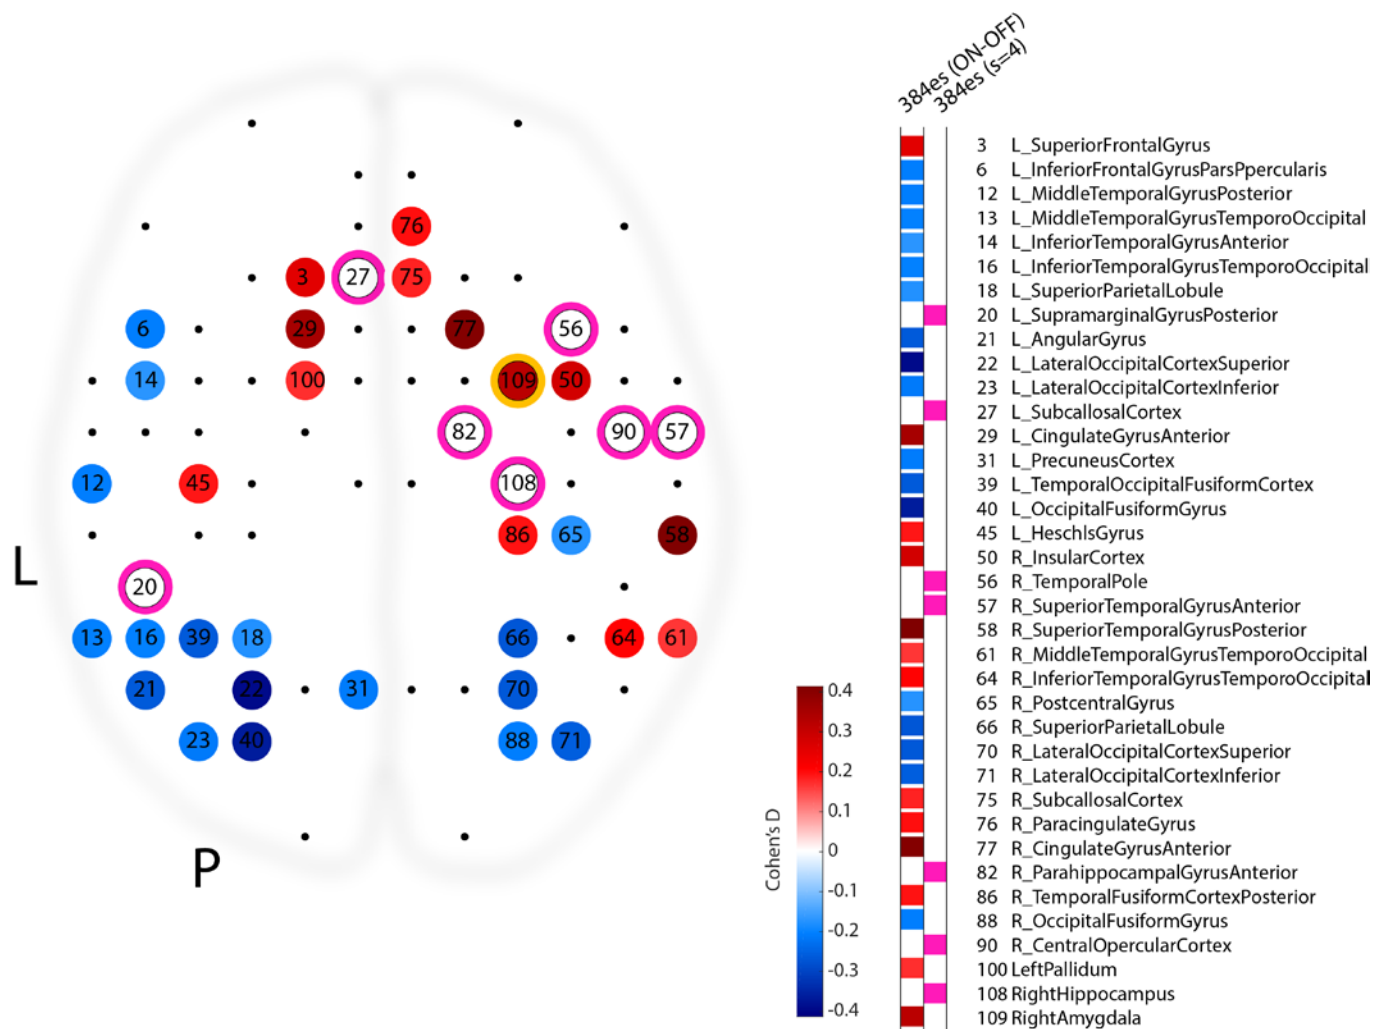 384es (ON-OFF)
384es (s=4)
76
3 27 75
6 29 77 56
14 100 109 50
82 90 57
12 45 108
86 65 58
20
13 16 39 18 66 64 61
21 22 31 70
23 40 88 71
L
P
Cohen's D
0.4
0.3
0.2
0.1
0
-0.1
-0.2
-0.3
-0.4
3 L_SuperiorFrontalGyrus
6 L_InferiorFrontalGyrusParsPpercularis
12 L_MiddleTemporalGyrusPosterior
13 L_MiddleTemporalGyrusTemporoOccipital
14 L_InferiorTemporalGyrusAnterior
16 L_InferiorTemporalGyrusTemporoOccipital
18 L_SuperiorParietalLobule
20 L_SupramarginalGyrusPosterior
21 L_AngularGyrus
22 L_LateralOccipitalCortexSuperior
23 L_LateralOccipitalCortexInferior
27 L_SubcallosalCortex
29 L_CingulateGyrusAnterior
31 L_PrecuneusCortex
39 L_TemporalOccipitalFusiformCortex
40 L_OccipitalFusiformGyrus
45 L_HeschlsGyrus
50 R_InsularCortex
56 R_TemporalPole
57 R_SuperiorTemporalGyrusAnterior
58 R_SuperiorTemporalGyrusPosterior
61 R_MiddleTemporalGyrusTemporoOccipital
64 R_InferiorTemporalGyrusTemporoOccipital
65 R_PostcentralGyrus
66 R_SuperiorParietalLobule
70 R_LateralOccipitalCortexSuperior
71 R_LateralOccipitalCortexInferior
75 R_SubcallosalCortex
76 R_ParacingulateGyrus
77 R_CingulateGyrusAnterior
82 R_ParahippocampalGyrusAnterior
86 R_TemporalFusiformCortexPosterior
88 R_OccipitalFusiformGyrus
90 R_CentralOpercularCortex
100 LeftPallidum
108 RightHippocampus
109 RightAmygdala